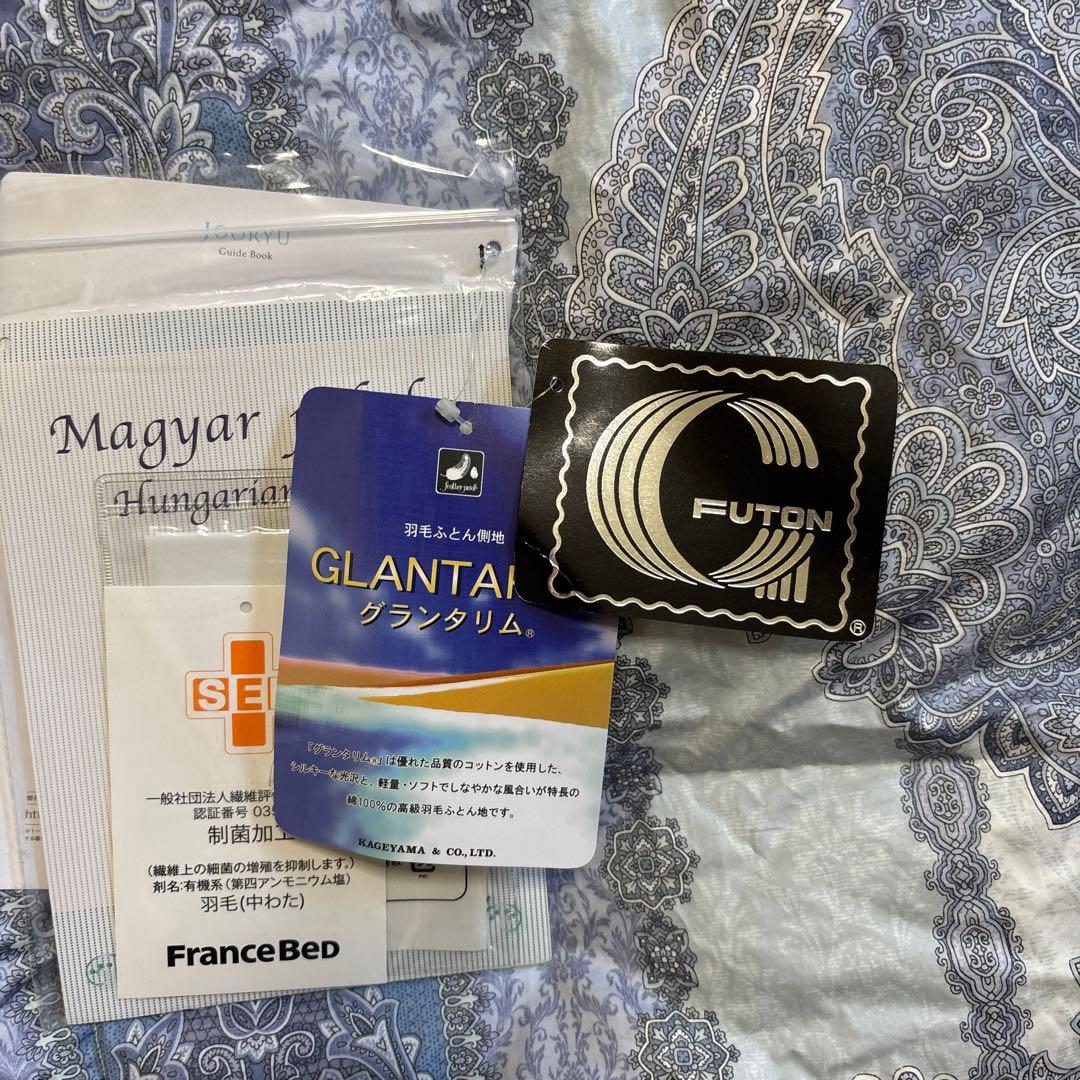 JOORYU
Guide Book
Magyar
Hungarian
feather proof
羽毛ふとん側地
グランタリム®
「グランタリム®」は優れた品質のコットンを使用した、
シルキーな光沢と、軽量・ソフトでしなやかな風合いが特長の
綿100%の高級羽毛ふとん地です。
KAGEYAMA & CO., LTD.
G
FUTON
®
一般社団法人繊維評
認証番号 03
制菌加工
(繊維上の細菌の増殖を抑制します。)
剤名:有機系(第四アンモニウム塩)
羽毛(中わた)
FRANCEBED
PVC